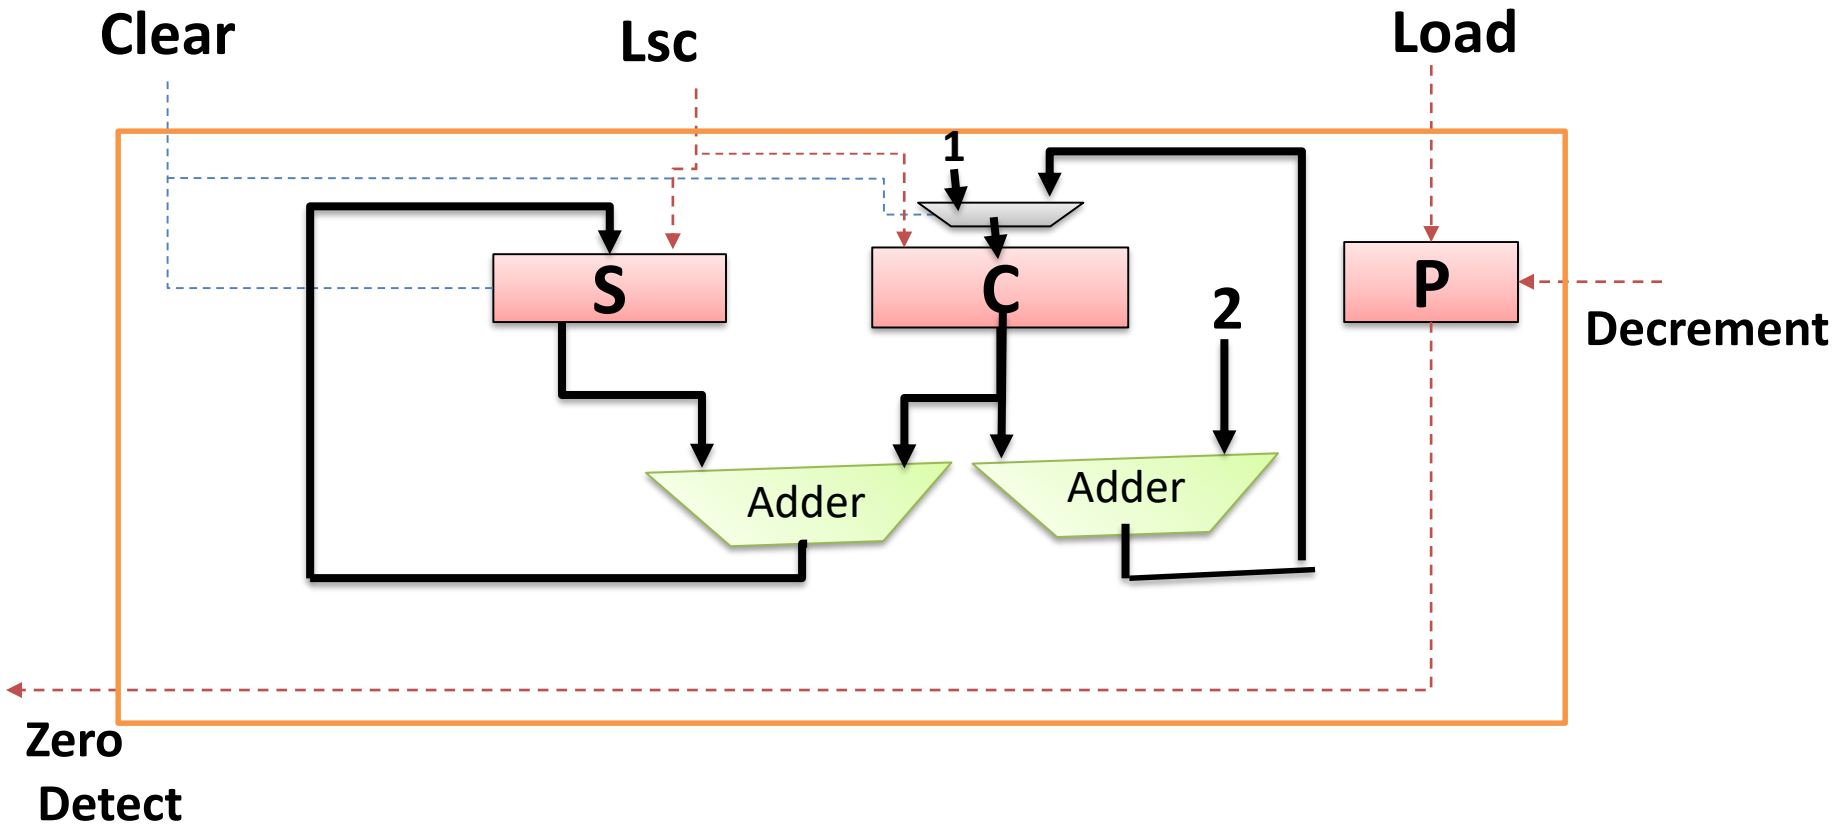 Clear
Lsc
Load
1
S
C
P
2
Decrement
Adder
Adder
Zero
Detect